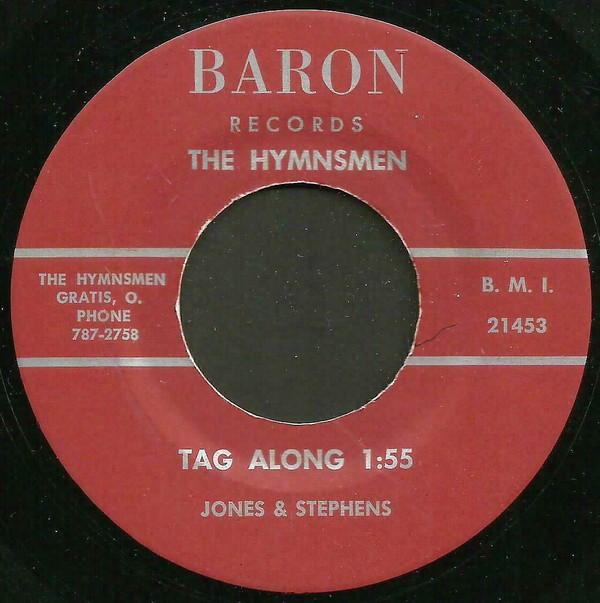 BARON
RECORDS
THE HYMNSMEN
THE HYMNSMEN
GRATIS, O.
PHONE
787-2758
B. M. I.
21453
TAG ALONG 1:55
JONES & STEPHENS